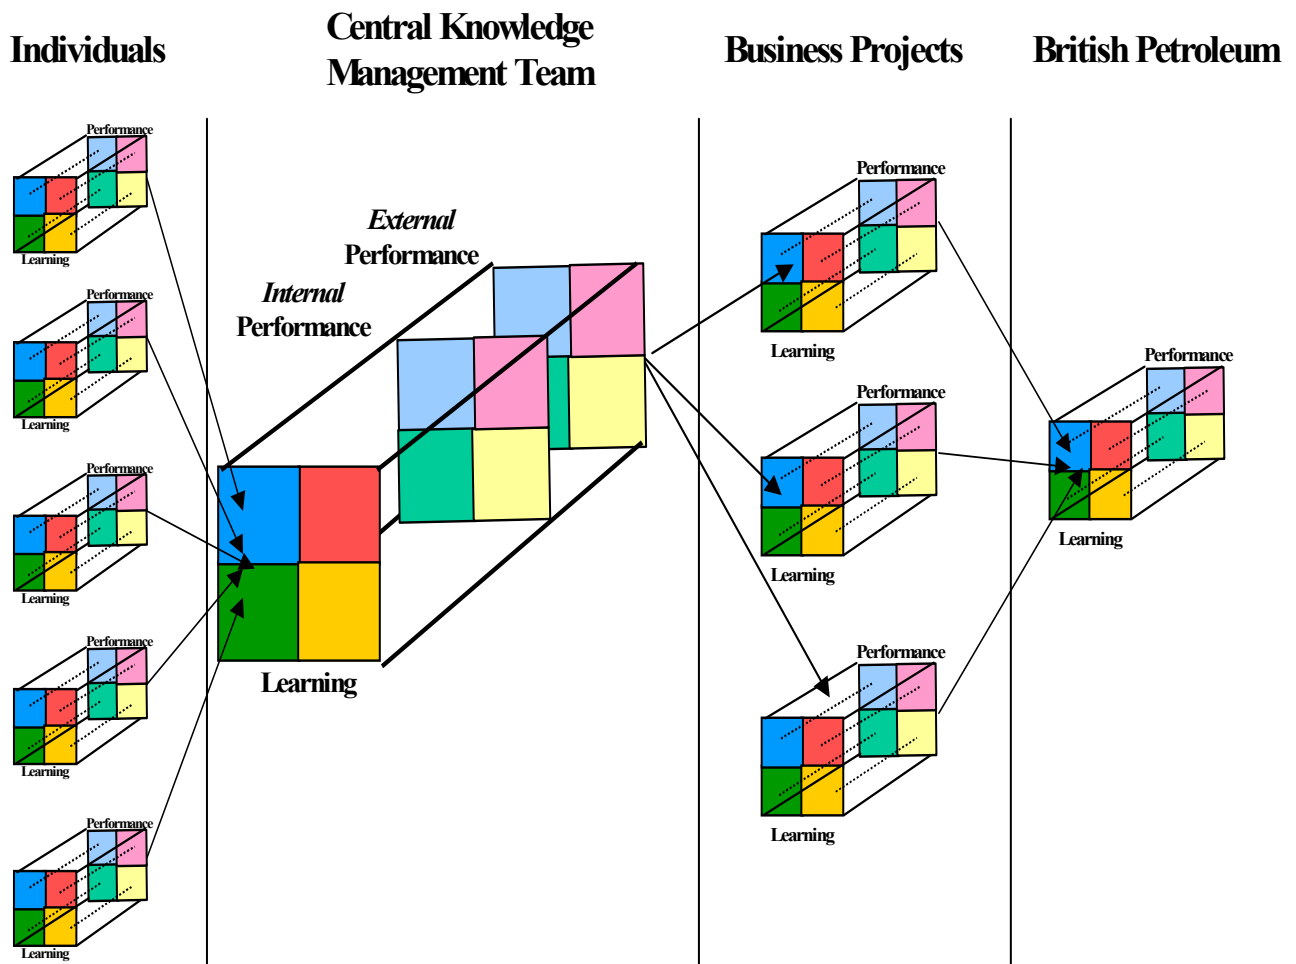 Individuals
Central Knowledge
Management Team
Business Projects
British Petroleum
Performance
Learning
Performance
Learning
Performance
Learning
Performance
Learning
Performance
Learning
External
Performance
Internal
Performance
Learning
Performance
Learning
Performance
Learning
Performance
Learning
Performance
Learning